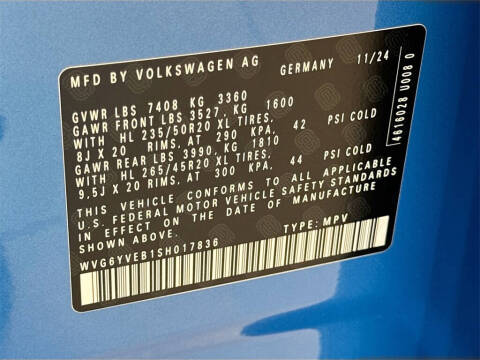 MFD BY VOLKSWAGEN AG GERMANY 11/24
GVWR LBS 7408 KG 3360
GAWR FRONT LBS 3527 KG 1600
WITH HL 235/50R20 XL TIRES,
8J X 20 RIMS, AT 290 KPA, 42 PSI COLD
GAWR REAR LBS 3990 KG 1810
WITH HL 265/45R20 XL TIRES,
9,5J X 20 RIMS, AT 300 KPA, 44 PSI COLD
THIS VEHICLE CONFORMS TO ALL APPLICABLE
U.S. FEDERAL MOTOR VEHICLE SAFETY STANDARDS
IN EFFECT ON THE DATE OF MANUFACTURE
SHOWN ABOVE.
WVG6YVEB1SH017836 TYPE: MPV
4616028 U008 0